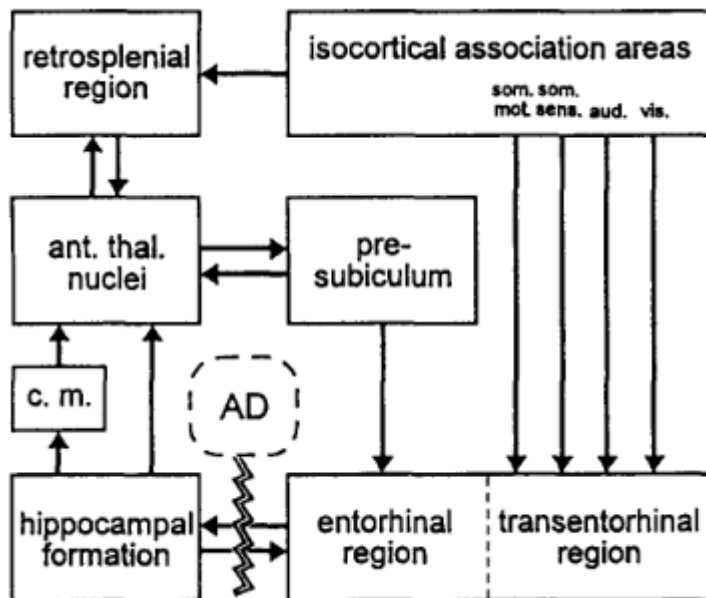 retrosplenial
region
isocortical association areas
som. som.
mot. sens. aud. vis.
ant. thal.
nuclei
pre-
subiculum
c. m.
AD
hippocampal
formation
entorhinal
region
transentorhinal
region